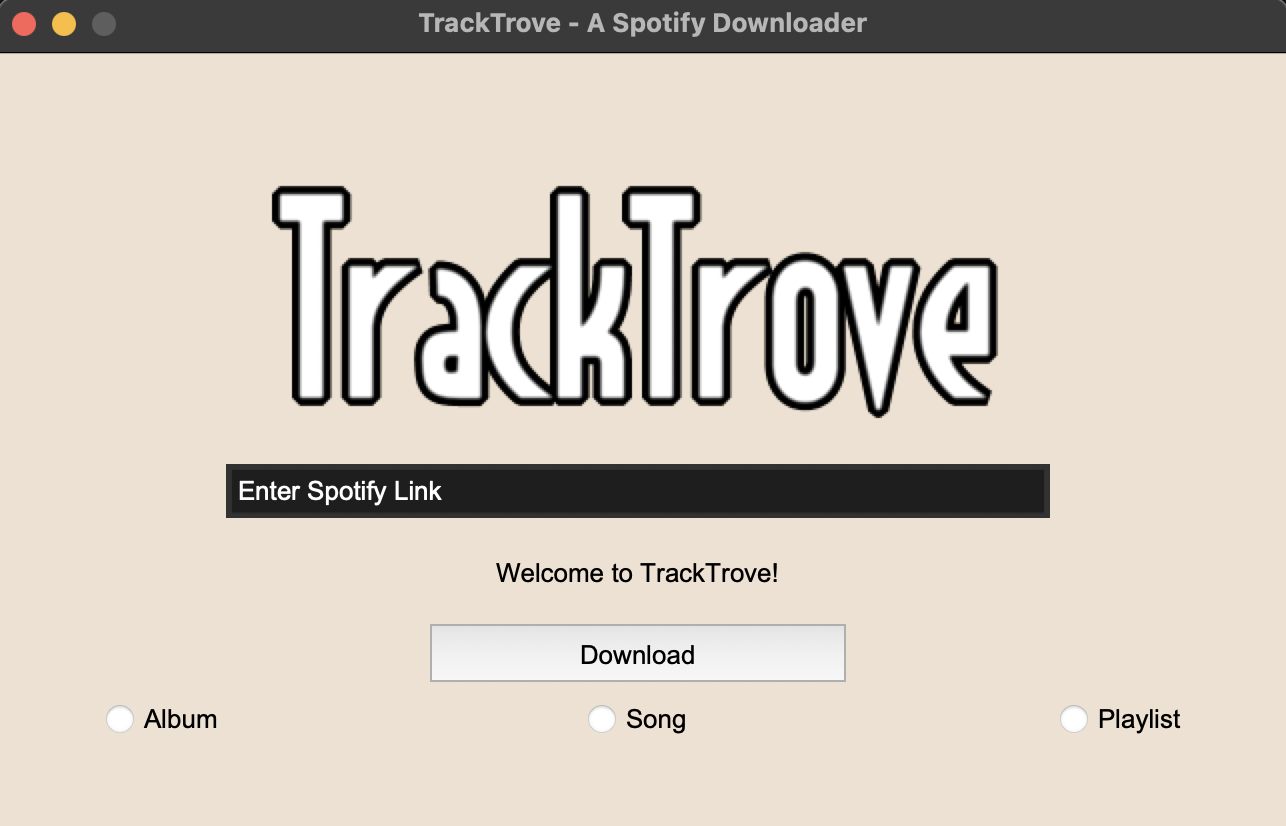 TrackTrove - A Spotify Downloader
TrackTrove
Enter Spotify Link
Welcome to TrackTrove!
Download
Album Song Playlist